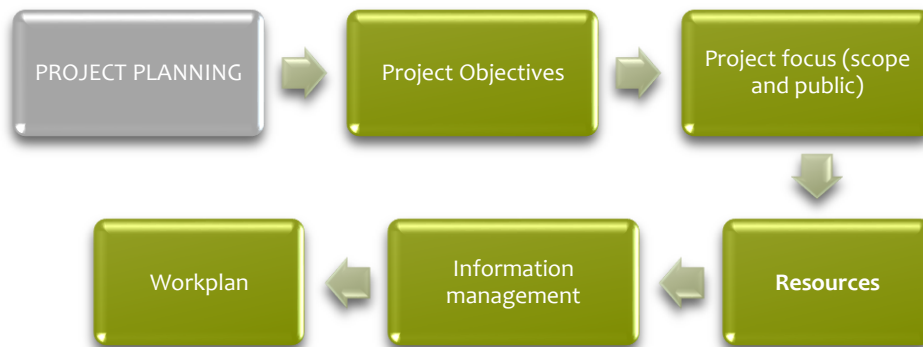 PROJECT PLANNING
Project Objectives
Project focus (scope
and public)
Resources
Information
management
Workplan